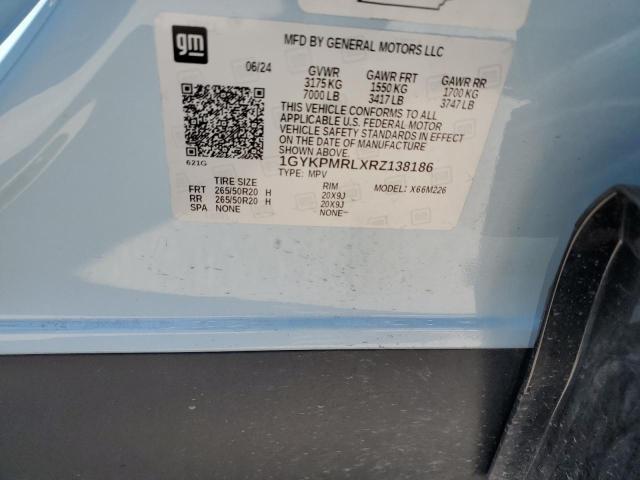 gm
MFD BY GENERAL MOTORS LLC
06/24 GVWR GAWR FRT GAWR RR
3175 KG 1550 KG 1700 KG
7000 LB 3417 LB 3747 LB
THIS VEHICLE CONFORMS TO ALL
APPLICABLE U.S. FEDERAL MOTOR
VEHICLE SAFETY STANDARDS IN EFFECT
ON THE DATE OF MANUFACTURE
SHOWN ABOVE
621G 1GYKPMRLXRZ138186
TYPE: MPV MODEL: X66M226
TIRE SIZE RIM
FRT 265/50R20 H 20X9J
RR 265/50R20 H 20X9J
SPA NONE NONE